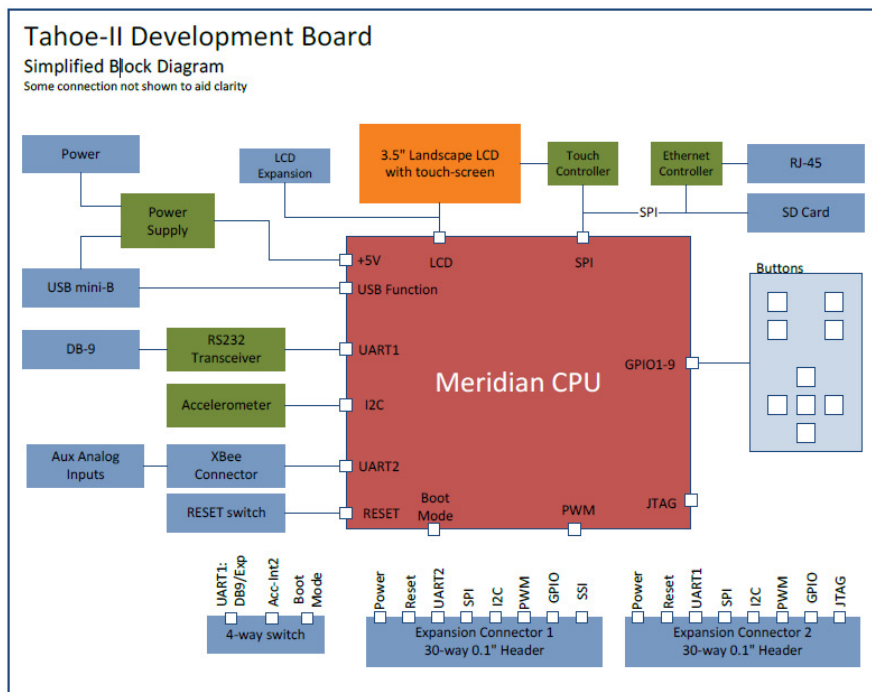 Tahoe-II Development Board
Simplified Block Diagram
Some connection not shown to aid clarity
Power
LCD
Expansion
3.5" Landscape LCD
with touch-screen
Touch
Controller
Ethernet
Controller
RJ-45
Power
Supply
SPI
SD Card
USB mini-B
+5V
LCD
SPI
USB Function
Buttons
DB-9
RS232
Transceiver
UART1
Meridian CPU
GPIO1-9
Accelerometer
I2C
Aux Analog
Inputs
XBee
Connector
UART2
RESET switch
RESET
Boot
Mode
PWM
JTAG
UART1:
DB9/Exp
Acc-Int2
Boot
Mode
4-way switch
Power
Reset
UART2
SPI
I2C
PWM
GPIO
SSI
Expansion Connector 1
30-way 0.1" Header
Power
Reset
UART1
SPI
I2C
PWM
GPIO
JTAG
Expansion Connector 2
30-way 0.1" Header